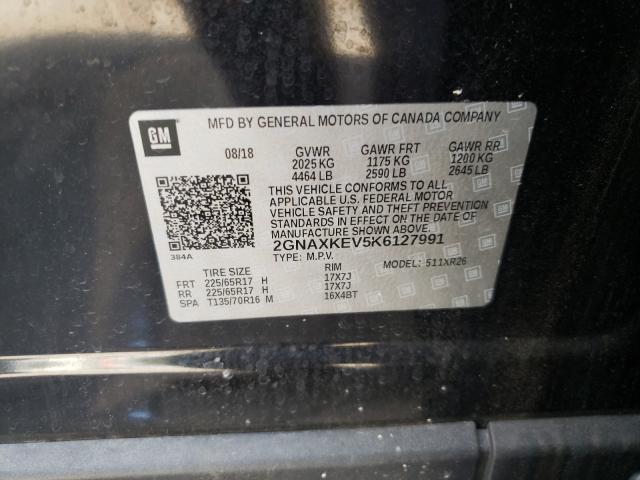 GM
MFD BY GENERAL MOTORS OF CANADA COMPANY
08/18 GVWR GAWR FRT GAWR RR
2025 KG 1175 KG 1200 KG
4464 LB 2590 LB 2645 LB
THIS VEHICLE CONFORMS TO ALL
APPLICABLE U.S. FEDERAL MOTOR
VEHICLE SAFETY AND THEFT PREVENTION
STANDARDS IN EFFECT ON THE DATE OF
MANUFACTURE SHOWN ABOVE.
384A
2GNAXKEV5K6127991
TYPE: M.P.V. MODEL: 511XR26
TIRE SIZE RIM
FRT 225/65R17 H 17X7J
RR 225/65R17 H 17X7J
SPA T135/70R16 M 16X4BT